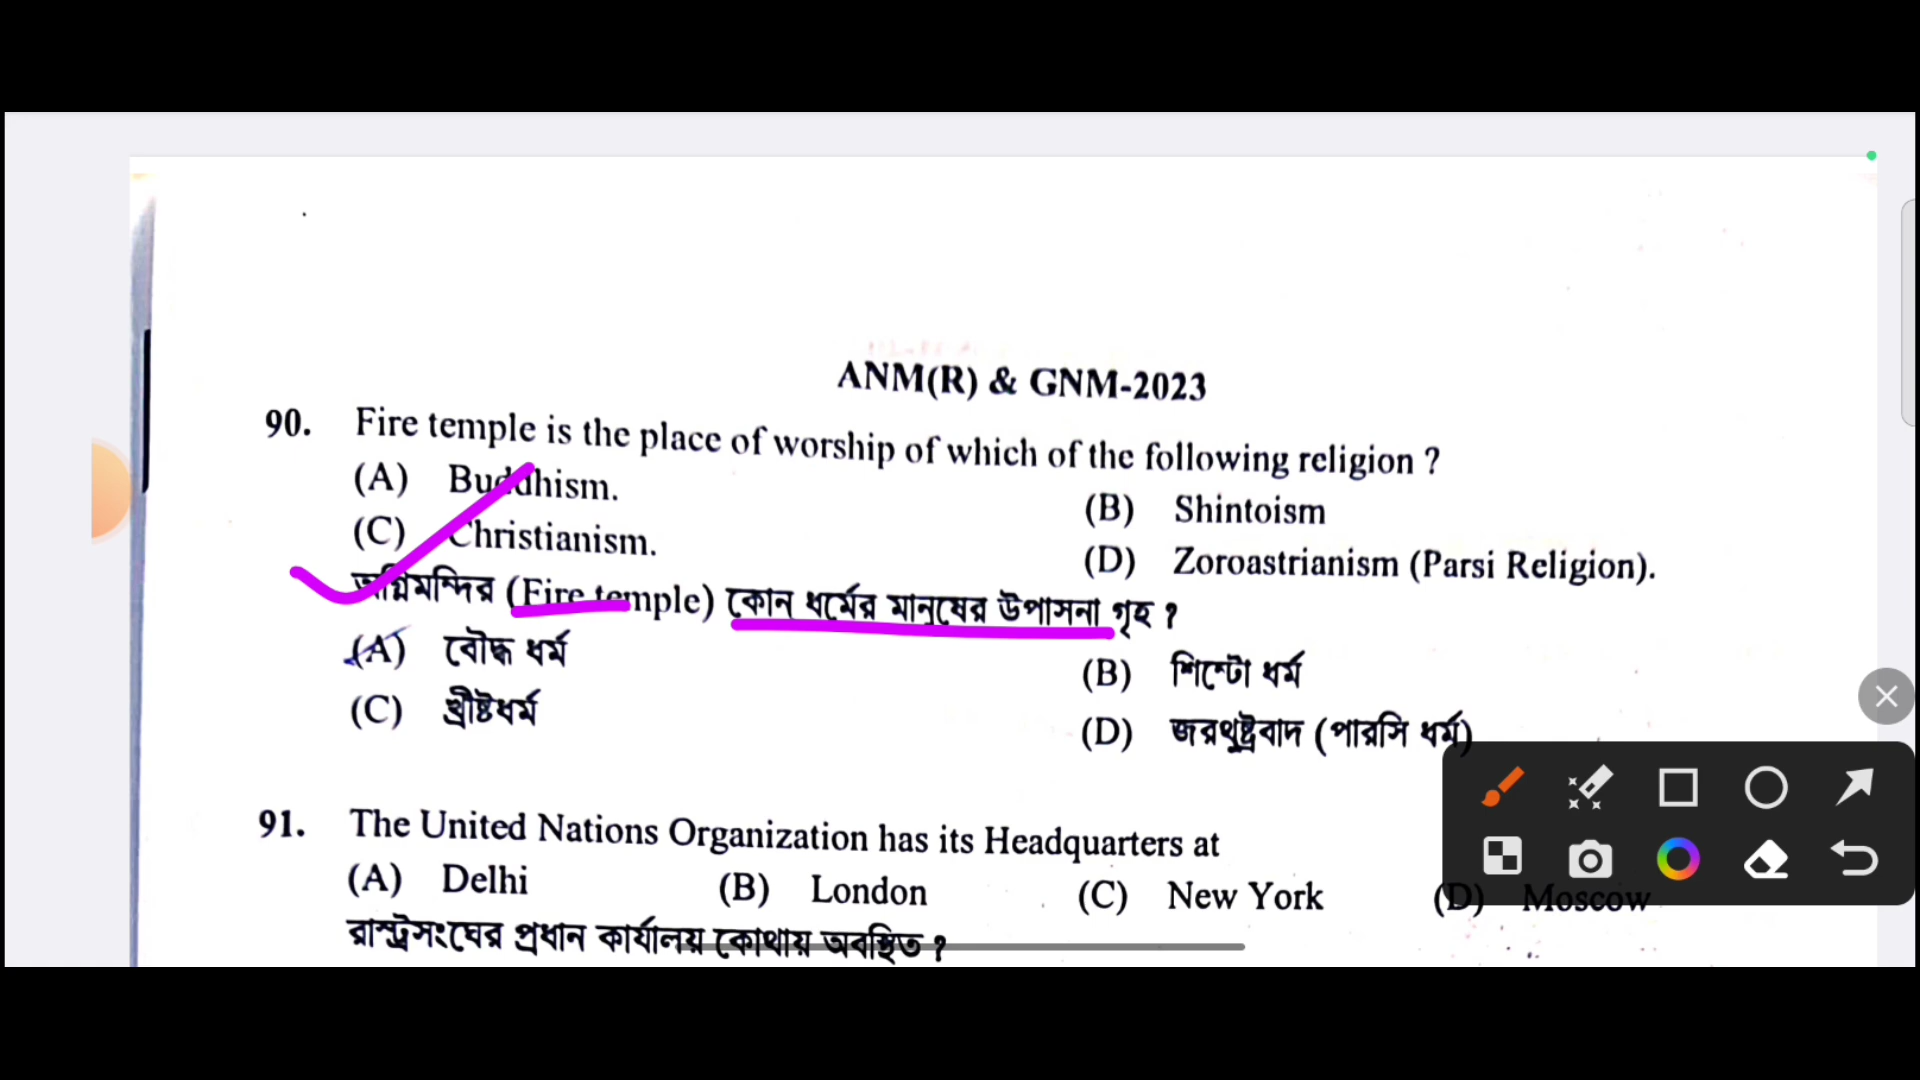 ANM(R) & GNM-2023
90. Fire temple is the place of worship of which of the following religion ?
(A) Buddhism. (B) Shintoism
(C) Christianism. (D) Zoroastrianism (Parsi Religion).
অগ্নিমন্দির (Fire temple) কোন্ ধর্মের মানুষের উপাসনা গৃহ ?
(A) বৌদ্ধ ধর্ম (B) শিন্টো ধর্ম
(C) খ্রীষ্টধর্ম (D) জরথুষ্ট্রবাদ (পারসি ধর্ম)
91. The United Nations Organization has its Headquarters at
(A) Delhi (B) London (C) New York (D) Moscow
রাস্ট্রসংঘের প্রধান কার্যালয় কোথায় অবস্থিত ?